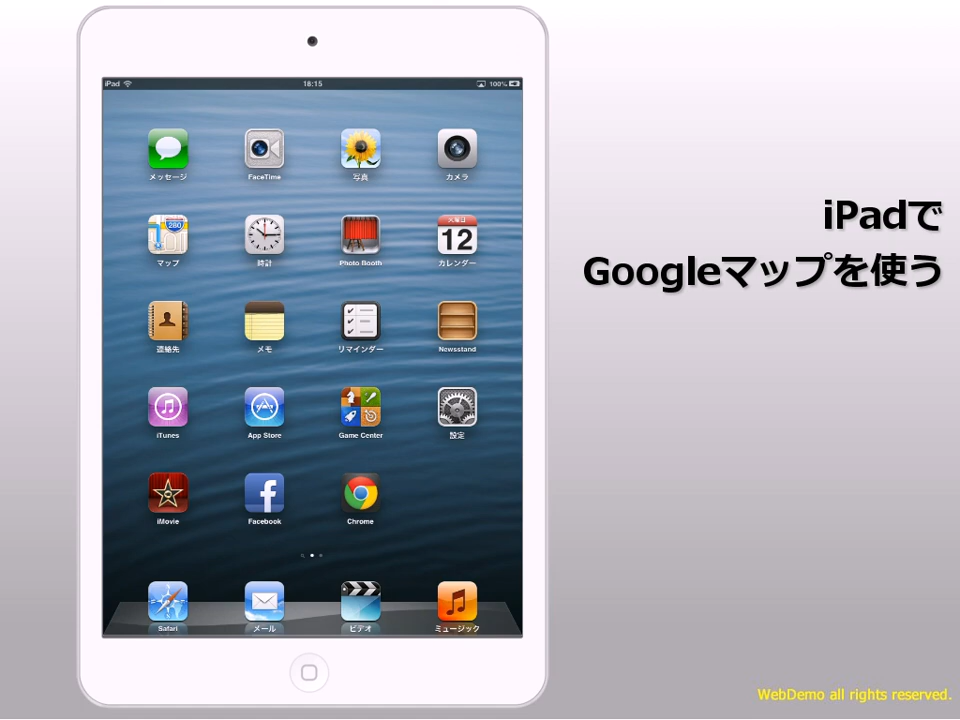 iPad 18:15 100%
メッセージ FaceTime 写真 カメラ
280 火曜日 12
マップ 時計 Photo Booth カレンダー
連絡先 メモ リマインダー Newsstand
iTunes App Store Game Center 設定
iMovie Facebook Chrome
Safari メール ビデオ ミュージック
iPadで
Googleマップを使う
WebDemo all rights reserved.